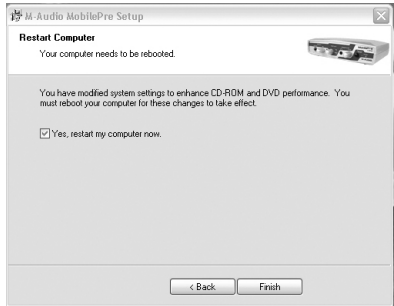 M-Audio MobilePre Setup
Restart Computer
Your computer needs to be rebooted.
You have modified system settings to enhance CD-ROM and DVD performance. You
must reboot your computer for these changes to take effect.
Yes, restart my computer now.
< Back
Finish